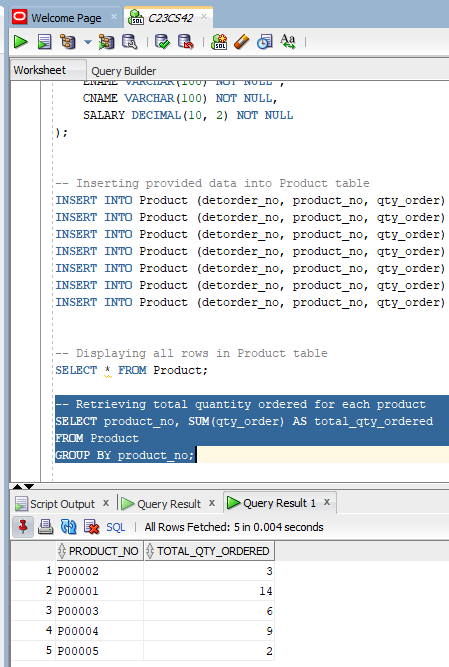 Welcome Page × C23CS42 ×
SQL
Aa
Worksheet Query Builder
ENAME VARCHAR(100) NOT NULL ,
CNAME VARCHAR(100) NOT NULL,
SALARY DECIMAL(10, 2) NOT NULL
);
-- Inserting provided data into Product table
INSERT INTO Product (detorder_no, product_no, qty_order)
INSERT INTO Product (detorder_no, product_no, qty_order)
INSERT INTO Product (detorder_no, product_no, qty_order)
INSERT INTO Product (detorder_no, product_no, qty_order)
INSERT INTO Product (detorder_no, product_no, qty_order)
INSERT INTO Product (detorder_no, product_no, qty_order)
INSERT INTO Product (detorder_no, product_no, qty_order)
-- Displaying all rows in Product table
SELECT * FROM Product;
-- Retrieving total quantity ordered for each product
SELECT product_no, SUM(qty_order) AS total_qty_ordered
FROM Product
GROUP BY product_no;
Script Output × Query Result × Query Result 1 ×
SQL | All Rows Fetched: 5 in 0.004 seconds
PRODUCT_NO TOTAL_QTY_ORDERED
1 P00002 3
2 P00001 14
3 P00003 6
4 P00004 9
5 P00005 2